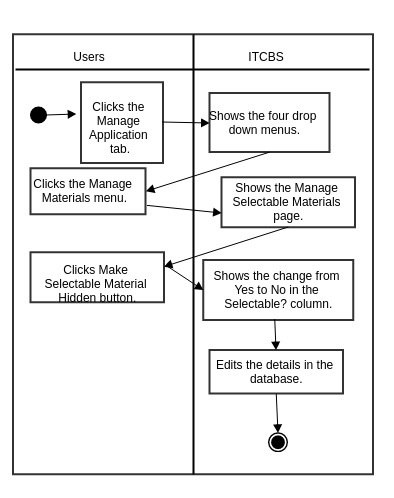 Users
ITCBS
Clicks the
Manage
Application
tab.
Shows the four drop
down menus.
Clicks the Manage
Materials menu.
Shows the Manage
Selectable Materials
page.
Clicks Make
Selectable Material
Hidden button.
Shows the change from
Yes to No in the
Selectable? column.
Edits the details in the
database.